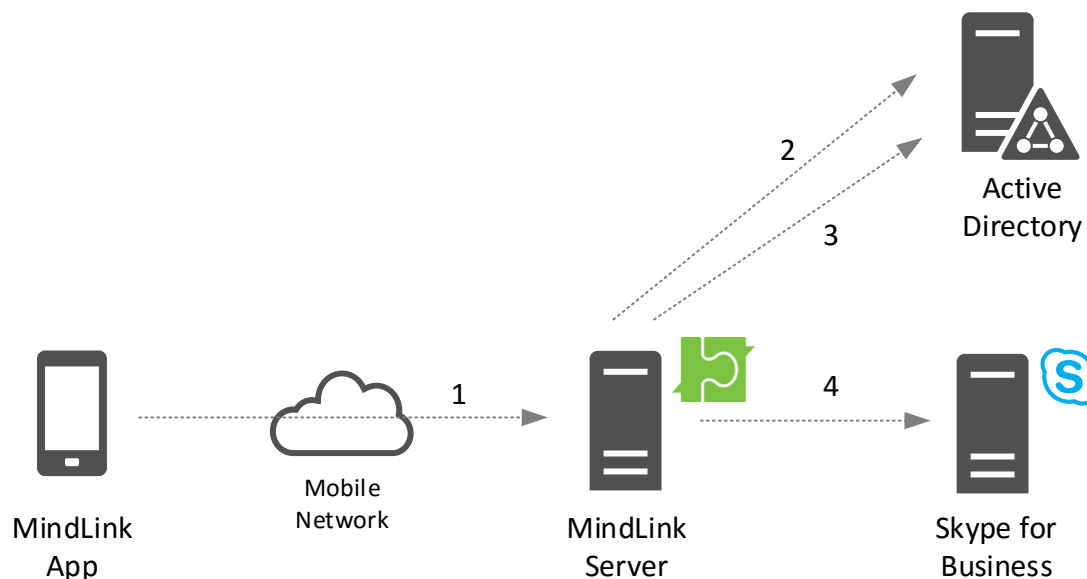 2
3
Active
Directory
1
4
S
Mobile
Network
MindLink
App
MindLink
Server
Skype for
Business